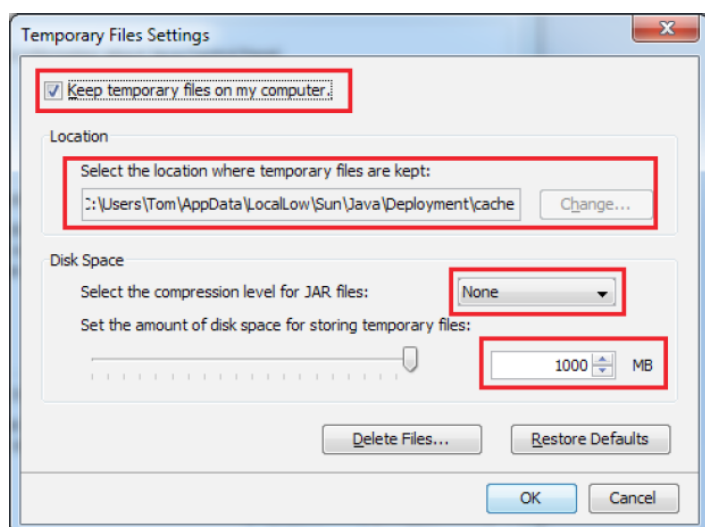 Temporary Files Settings
Keep temporary files on my computer.
Location
Select the location where temporary files are kept:
:\Users\Tom\AppData\LocalLow\Sun\Java\Deployment\cache
Change...
Disk Space
Select the compression level for JAR files:
None
Set the amount of disk space for storing temporary files:
1000
MB
Delete Files...
Restore Defaults
OK
Cancel